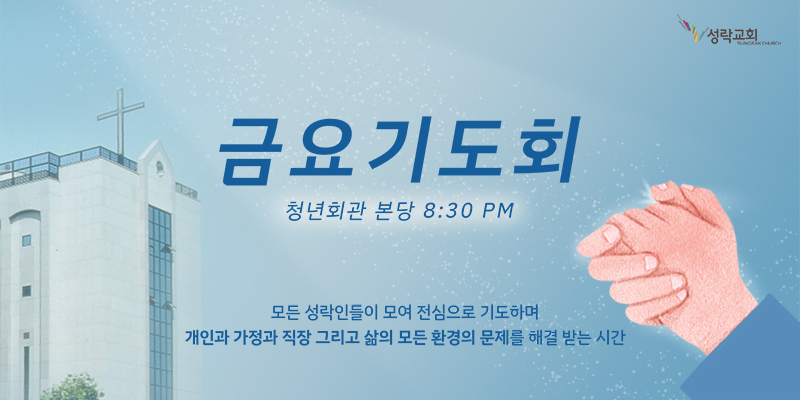 성락교회
SUNGRAK CHURCH
금요기도회
청년회관 본당 8:30 PM
모든 성락인들이 모여 전심으로 기도하며
개인과 가정과 직장 그리고 삶의 모든 환경의 문제를 해결 받는 시간